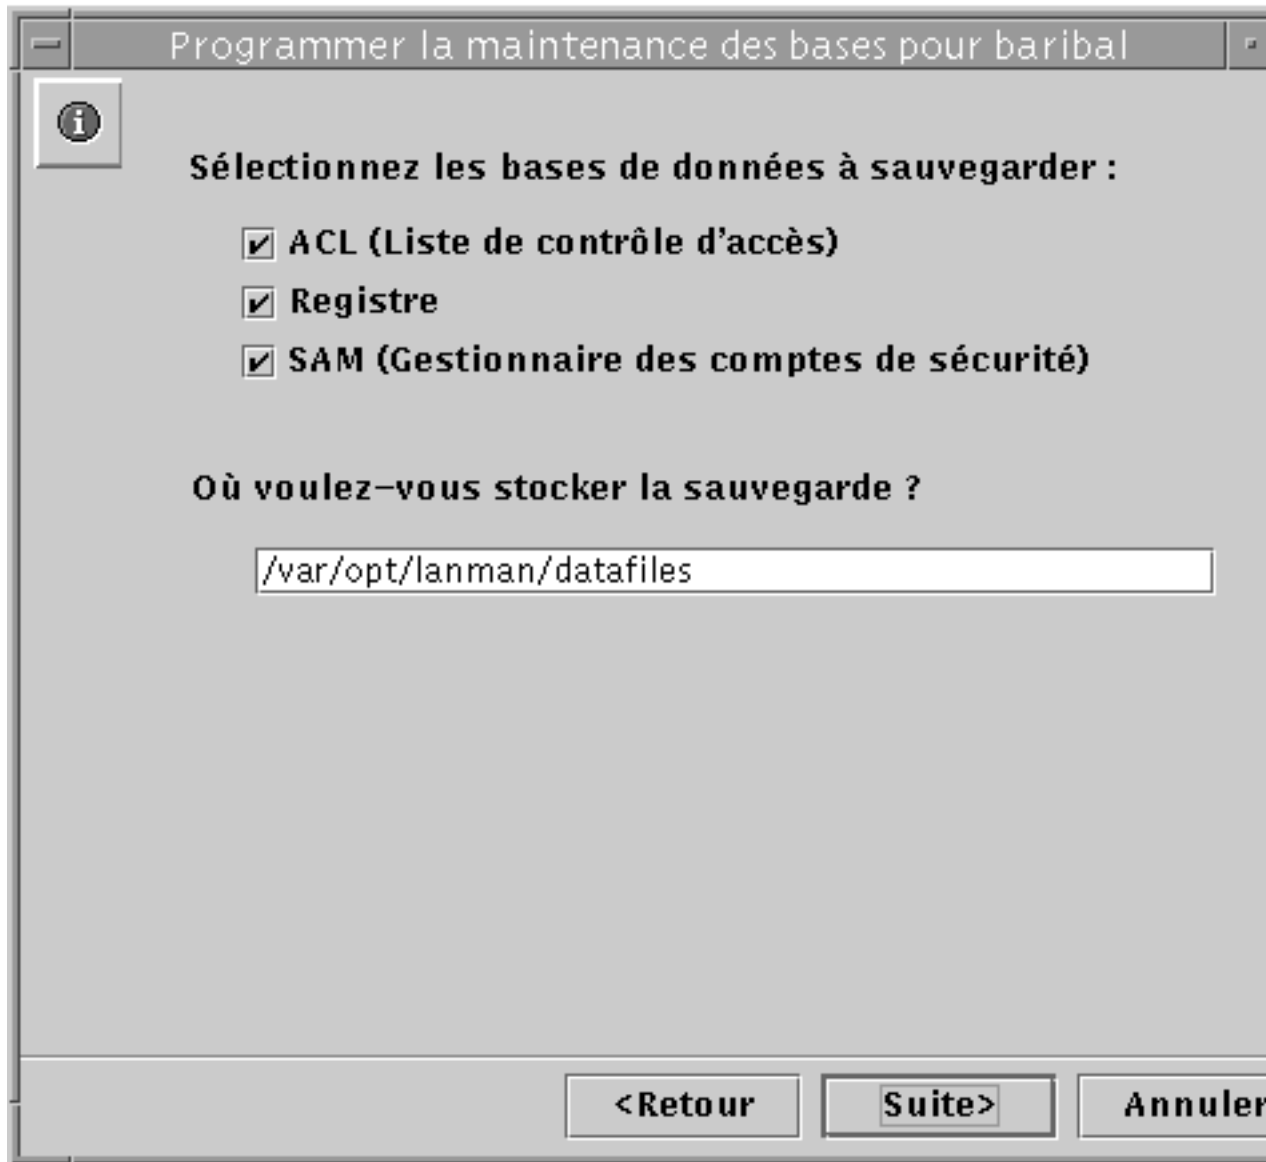 Programmer la maintenance des bases pour baribal
Sélectionnez les bases de données à sauvegarder :
ACL (Liste de contrôle d'accès)
Registre
SAM (Gestionnaire des comptes de sécurité)
Où voulez-vous stocker la sauvegarde ?
/var/opt/lanman/datafiles
<Retour Suite> Annuler